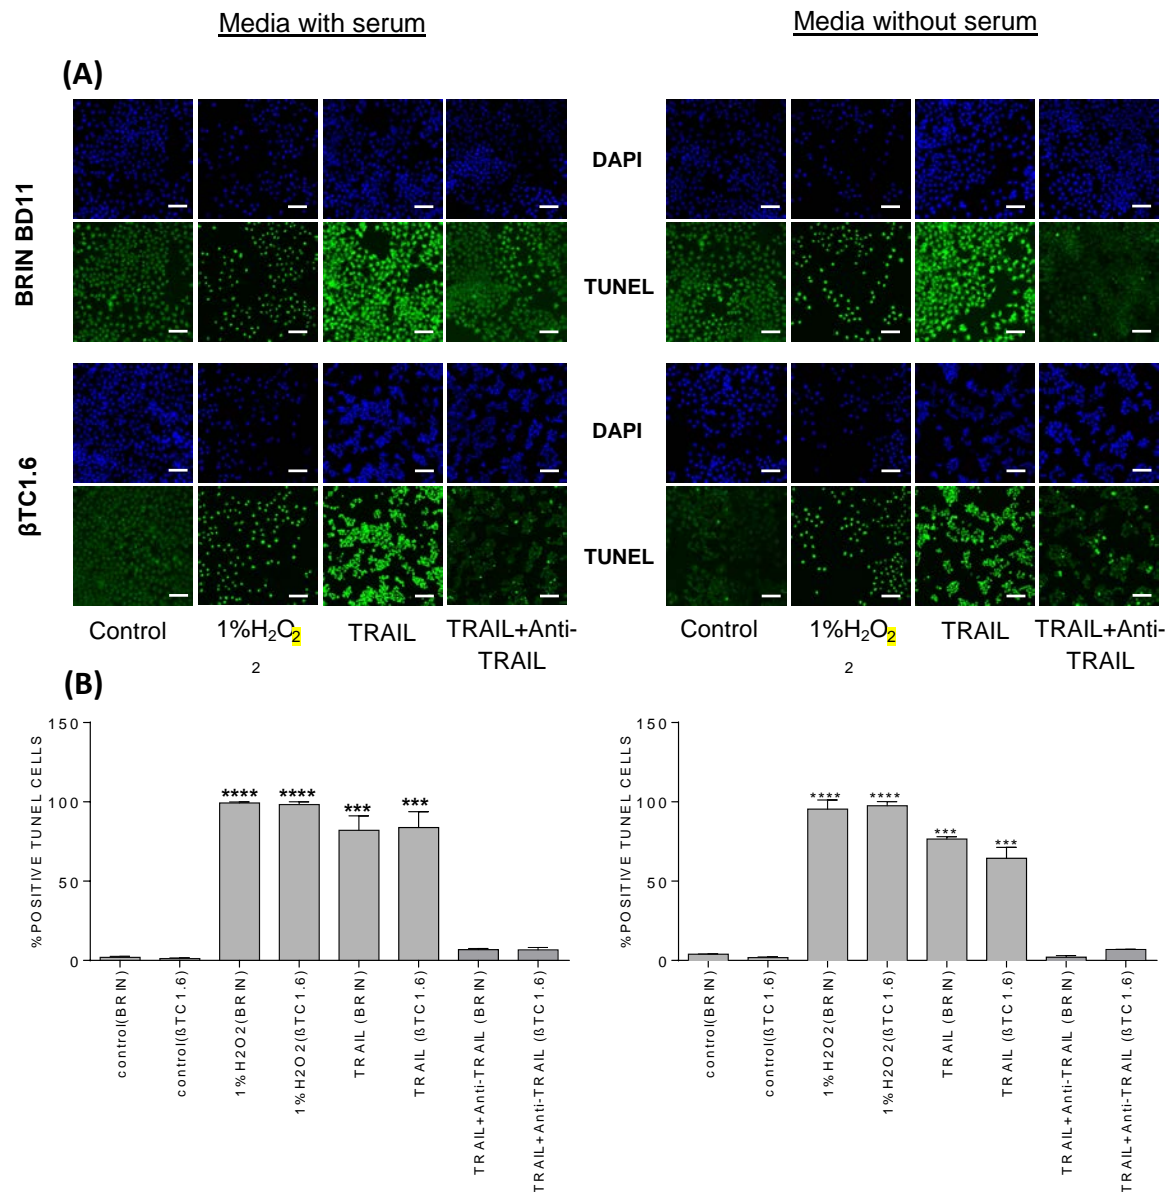 Media with serum
Media without serum
(A)
BRIN BD11
DAPI
TUNEL
βTC1.6
DAPI
TUNEL
Control
1%H₂O₂
2
TRAIL
TRAIL+Anti-
TRAIL
Control
1%H₂O₂
2
TRAIL
TRAIL+Anti-
TRAIL
(B)
%POSITIVE TUNEL CELLS
150
100
50
0
****
****
***
***
control(BRIN)
control(ßTC1.6)
1%H2O2(BRIN)
1%H2O2(ßTC1.6)
TRAIL (BRIN)
TRAIL (ßTC1.6)
TRAIL+Anti-TRAIL (BRIN)
TRAIL+Anti-TRAIL (ßTC1.6)
%POSITIVE TUNEL CELLS
150
100
50
0
****
****
***
***
control(BRIN)
control(ßTC1.6)
1%H2O2(BRIN)
1%H2O2(ßTC1.6)
TRAIL (BRIN)
TRAIL (ßTC1.6)
TRAIL+Anti-TRAIL (BRIN)
TRAIL+Anti-TRAIL (ßTC1.6)